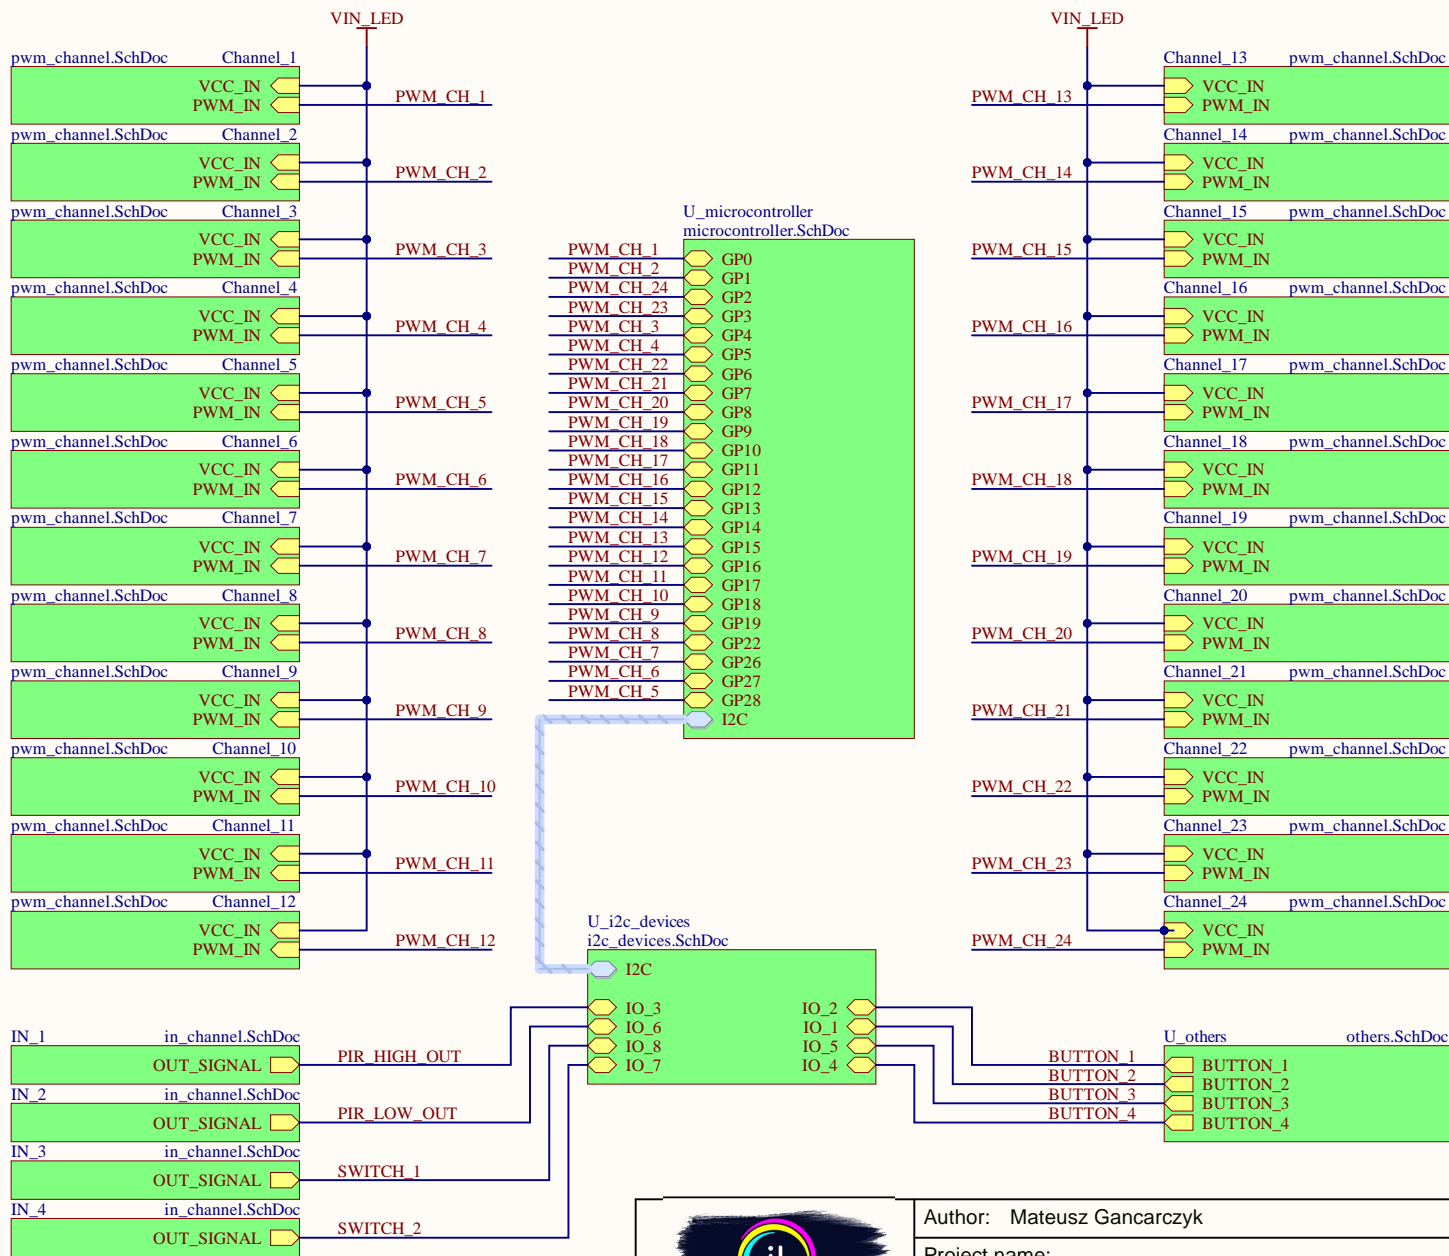 VIN_LED
pwm_channel.SchDoc Channel_1
VCC_IN
PWM_IN
PWM_CH_1
pwm_channel.SchDoc Channel_2
VCC_IN
PWM_IN
PWM_CH_2
pwm_channel.SchDoc Channel_3
VCC_IN
PWM_IN
PWM_CH_3
pwm_channel.SchDoc Channel_4
VCC_IN
PWM_IN
PWM_CH_4
pwm_channel.SchDoc Channel_5
VCC_IN
PWM_IN
PWM_CH_5
pwm_channel.SchDoc Channel_6
VCC_IN
PWM_IN
PWM_CH_6
pwm_channel.SchDoc Channel_7
VCC_IN
PWM_IN
PWM_CH_7
pwm_channel.SchDoc Channel_8
VCC_IN
PWM_IN
PWM_CH_8
pwm_channel.SchDoc Channel_9
VCC_IN
PWM_IN
PWM_CH_9
pwm_channel.SchDoc Channel_10
VCC_IN
PWM_IN
PWM_CH_10
pwm_channel.SchDoc Channel_11
VCC_IN
PWM_IN
PWM_CH_11
pwm_channel.SchDoc Channel_12
VCC_IN
PWM_IN
PWM_CH_12
U_microcontroller
microcontroller.SchDoc
PWM_CH_1 GP0
PWM_CH_2 GP1
PWM_CH_24 GP2
PWM_CH_23 GP3
PWM_CH_3 GP4
PWM_CH_4 GP5
PWM_CH_22 GP6
PWM_CH_21 GP7
PWM_CH_20 GP8
PWM_CH_19 GP9
PWM_CH_18 GP10
PWM_CH_17 GP11
PWM_CH_16 GP12
PWM_CH_15 GP13
PWM_CH_14 GP14
PWM_CH_13 GP15
PWM_CH_12 GP16
PWM_CH_11 GP17
PWM_CH_10 GP18
PWM_CH_9 GP19
PWM_CH_8 GP22
PWM_CH_7 GP26
PWM_CH_6 GP27
PWM_CH_5 GP28
I2C
VIN_LED
Channel_13 pwm_channel.SchDoc
VCC_IN
PWM_CH_13 PWM_IN
Channel_14 pwm_channel.SchDoc
VCC_IN
PWM_CH_14 PWM_IN
Channel_15 pwm_channel.SchDoc
VCC_IN
PWM_CH_15 PWM_IN
Channel_16 pwm_channel.SchDoc
VCC_IN
PWM_CH_16 PWM_IN
Channel_17 pwm_channel.SchDoc
VCC_IN
PWM_CH_17 PWM_IN
Channel_18 pwm_channel.SchDoc
VCC_IN
PWM_CH_18 PWM_IN
Channel_19 pwm_channel.SchDoc
VCC_IN
PWM_CH_19 PWM_IN
Channel_20 pwm_channel.SchDoc
VCC_IN
PWM_CH_20 PWM_IN
Channel_21 pwm_channel.SchDoc
VCC_IN
PWM_CH_21 PWM_IN
Channel_22 pwm_channel.SchDoc
VCC_IN
PWM_CH_22 PWM_IN
Channel_23 pwm_channel.SchDoc
VCC_IN
PWM_CH_23 PWM_IN
Channel_24 pwm_channel.SchDoc
VCC_IN
PWM_CH_24 PWM_IN
U_i2c_devices
i2c_devices.SchDoc
I2C
IO_3 IO_2
IO_6 IO_1
IO_8 IO_5
IO_7 IO_4
IN_1 in_channel.SchDoc
OUT_SIGNAL PIR_HIGH_OUT
IN_2 in_channel.SchDoc
OUT_SIGNAL PIR_LOW_OUT
IN_3 in_channel.SchDoc
OUT_SIGNAL SWITCH_1
IN_4 in_channel.SchDoc
OUT_SIGNAL SWITCH_2
U_others others.SchDoc
BUTTON_1 BUTTON_1
BUTTON_2 BUTTON_2
BUTTON_3 BUTTON_3
BUTTON_4 BUTTON_4
Author: Mateusz Gancarczyk
Project name: